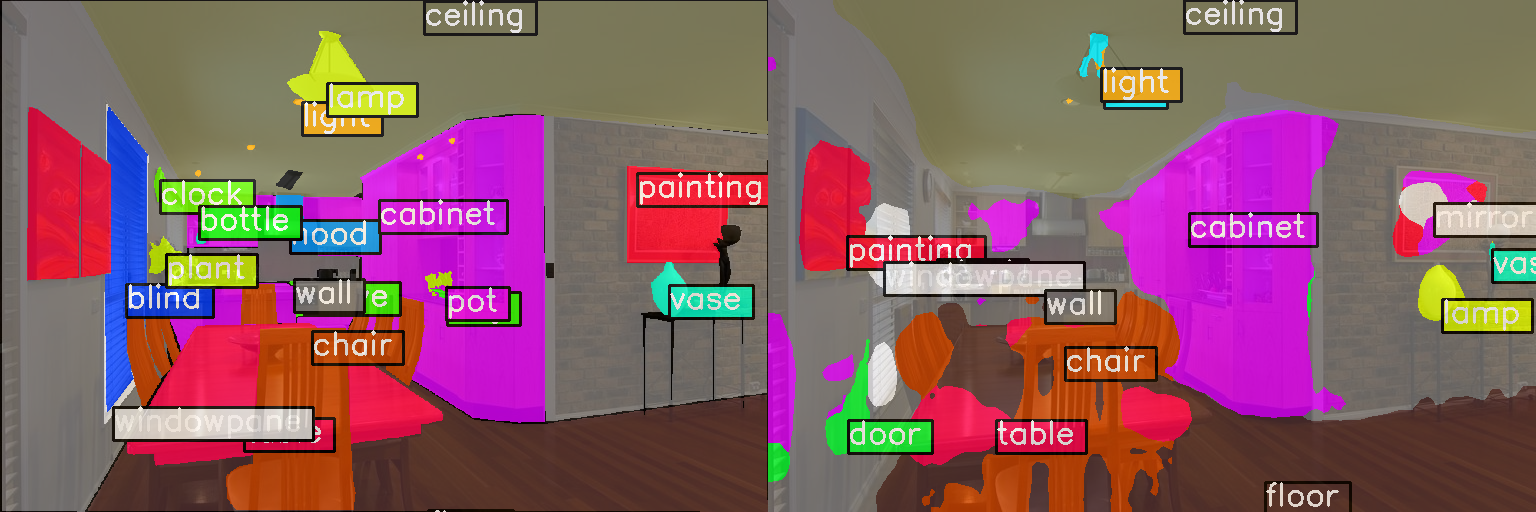 ceiling
lamp
light
clock
bottle
hood
cabinet
painting
plant
blind
wall
pot
vase
chair
windowpane
ceiling
light
cabinet
mirror
painting
windowpane
wall
vas
lamp
chair
door
table
floor